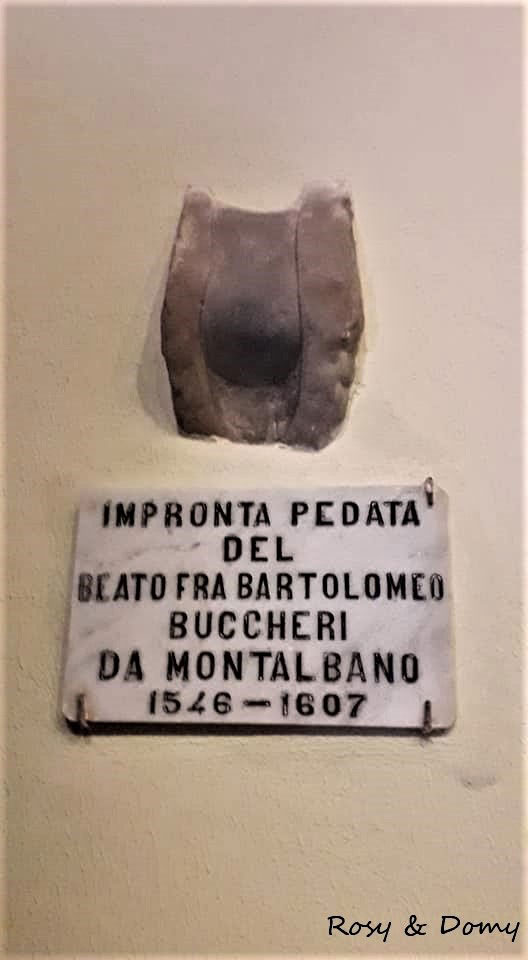 IMPRONTA PEDATA
DEL
BEATO FRA BARTOLOMEO
BUCCHERI
DA MONTALBANO
1546-1607
Rosy & Domy